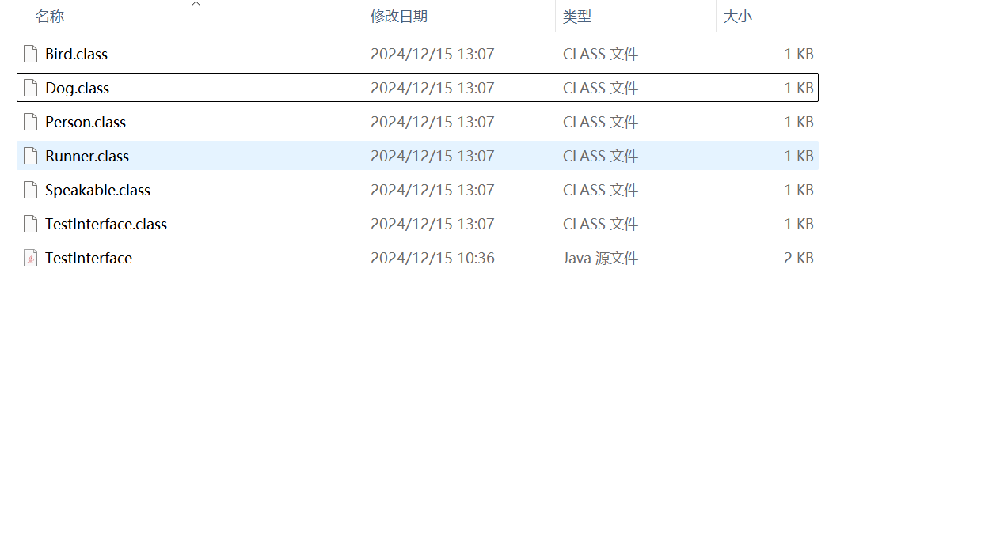 名称 修改日期 类型 大小
Bird.class 2024/12/15 13:07 CLASS 文件 1 KB
Dog.class 2024/12/15 13:07 CLASS 文件 1 KB
Person.class 2024/12/15 13:07 CLASS 文件 1 KB
Runner.class 2024/12/15 13:07 CLASS 文件 1 KB
Speakable.class 2024/12/15 13:07 CLASS 文件 1 KB
TestInterface.class 2024/12/15 13:07 CLASS 文件 1 KB
TestInterface 2024/12/15 10:36 Java 源文件 2 KB